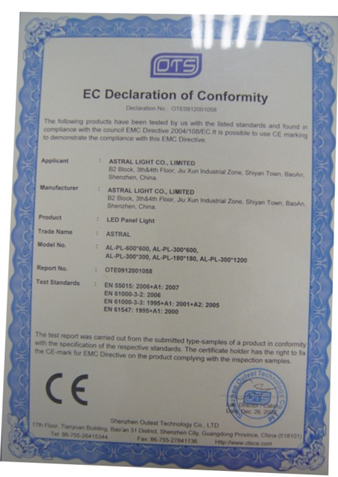 OTS
EC Declaration of Conformity
Declaration No.: OTE0912001058
The following products have been tested by us with the listed standards and found in
compliance with the council EMC Directive 2004/108/EC.It is possible to use CE marking
to demonstrate the compliance with this EMC Directive.
Applicant : ASTRAL LIGHT CO., LIMITED
B2 Block, 3th&4th Floor, Jiu Xun Industrial Zone, Shiyan Town, BaoAn,
Shenzhen, China.
Manufacturer : ASTRAL LIGHT CO., LIMITED
B2 Block, 3th&4th Floor, Jiu Xun Industrial Zone, Shiyan Town, BaoAn,
Shenzhen, China.
Product : LED Panel Light
Trade Name : ASTRAL
Model No. : AL-PL-600*600, AL-PL-300*600,
AL-PL-300*300, AL-PL-180*180, AL-PL-300*1200
Report No. : OTE0912001058
Test Standards : EN 55015: 2006+A1: 2007
EN 61000-3-2: 2006
EN 61000-3-3: 1995+A1: 2001+A2: 2005
EN 61547: 1995+A1: 2000
The test report was carried out from the submitted type-samples of a product in conformity
with the specification of the respective standards. The certificate holder has the right to fix
the CE-mark for EMC Directive on the product complying with the inspection samples.
CE
Date: Dec. 26, 2009
Shenzhen Outest Technology Co., LTD
17th Floor, Tianyuan Building, Bao'an 31 District, Shenzhen City, Guangdong Province, China (518101)
Tel: 86-755-26415344 Fax: 86-755-27841136 http://www.otsce.com